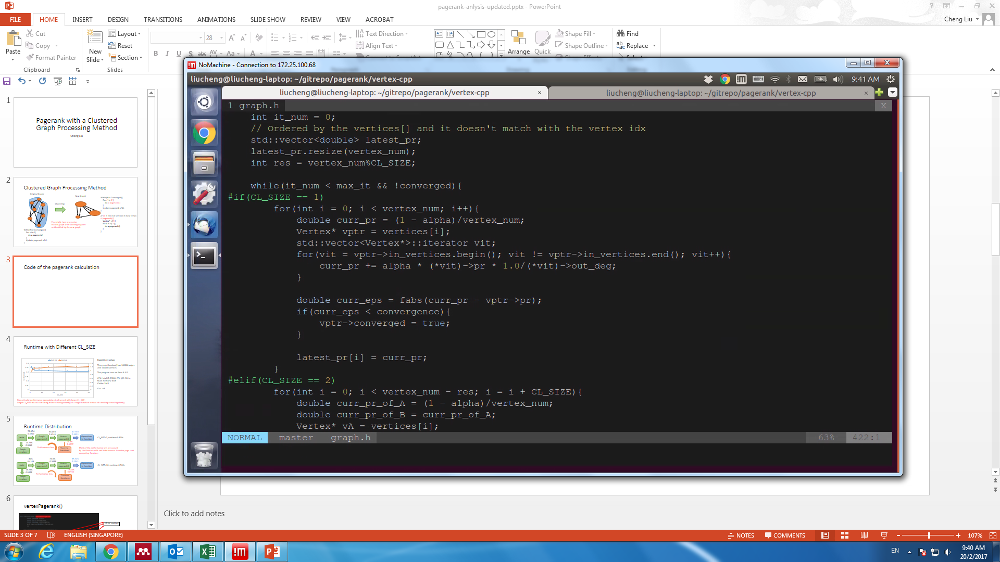 pagerank-anlysis-updated.pptx - PowerPoint
FILE HOME INSERT DESIGN TRANSITIONS ANIMATIONS SLIDE SHOW REVIEW VIEW ACROBAT
Cheng Liu
Paste
Cut
Copy
Format Painter
Clipboard
New Slide
Layout
Reset
Section
Slides
28
Text Direction
Align Text
Arrange
Quick
Shape Fill
Shape Outline
Find
Replace
NoMachine - Connection to 172.25.100.68
liucheng@liucheng-laptop: ~/gitrepo/pagerank/vertex-cpp
9:41 AM
liucheng@liucheng-laptop: ~/gitrepo/pagerank/vertex-cpp × liucheng@liucheng-laptop: ~/gitrepo/pagerank/vertex-cpp ×
1 graph.h X
int it_num = 0;
// Ordered by the vertices[] and it doesn't match with the vertex idx
std::vector<double> latest_pr;
latest_pr.resize(vertex_num);
int res = vertex_num%CL_SIZE;
while(it_num < max_it && !converged){
#if(CL_SIZE == 1)
for(int i = 0; i < vertex_num; i++){
double curr_pr = (1 - alpha)/vertex_num;
Vertex* vptr = vertices[i];
std::vector<Vertex*>::iterator vit;
for(vit = vptr->in_vertices.begin(); vit != vptr->in_vertices.end(); vit++){
curr_pr += alpha * (*vit)->pr * 1.0/(*vit)->out_deg;
}
double curr_eps = fabs(curr_pr - vptr->pr);
if(curr_eps < convergence){
vptr->converged = true;
}
latest_pr[i] = curr_pr;
}
#elif(CL_SIZE == 2)
for(int i = 0; i < vertex_num - res; i = i + CL_SIZE){
double curr_pr_of_A = (1 - alpha)/vertex_num;
double curr_pr_of_B = curr_pr_of_A;
Vertex* vA = vertices[i];
NORMAL master graph.h 63% 422:1
1
Pagerank with a Clustered
Graph Processing Method
Cheng Liu
2
Clustered Graph Processing Method
Original Graph
New Graph
Clustering
3
Code of the pagerank calculation
4
Runtime with Different CL_SIZE
Experiment setup:
5
Runtime Distribution
6
vertexPagerank()
Click to add notes
SLIDE 3 OF 7 ENGLISH (SINGAPORE) NOTES COMMENTS 107%
EN
9:40 AM
20/2/2017